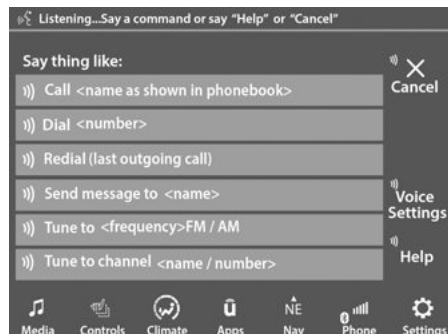 Listening...Say a command or say “Help” or “Cancel”
Say thing like:
Call <name as shown in phonebook>
Cancel
Dial <number>
Redial (last outgoing call)
Send message to <name>
Voice
Settings
Tune to <frequency>FM / AM
Tune to channel <name / number>
Help
NE
Media Controls Climate Apps Nav Phone Settings